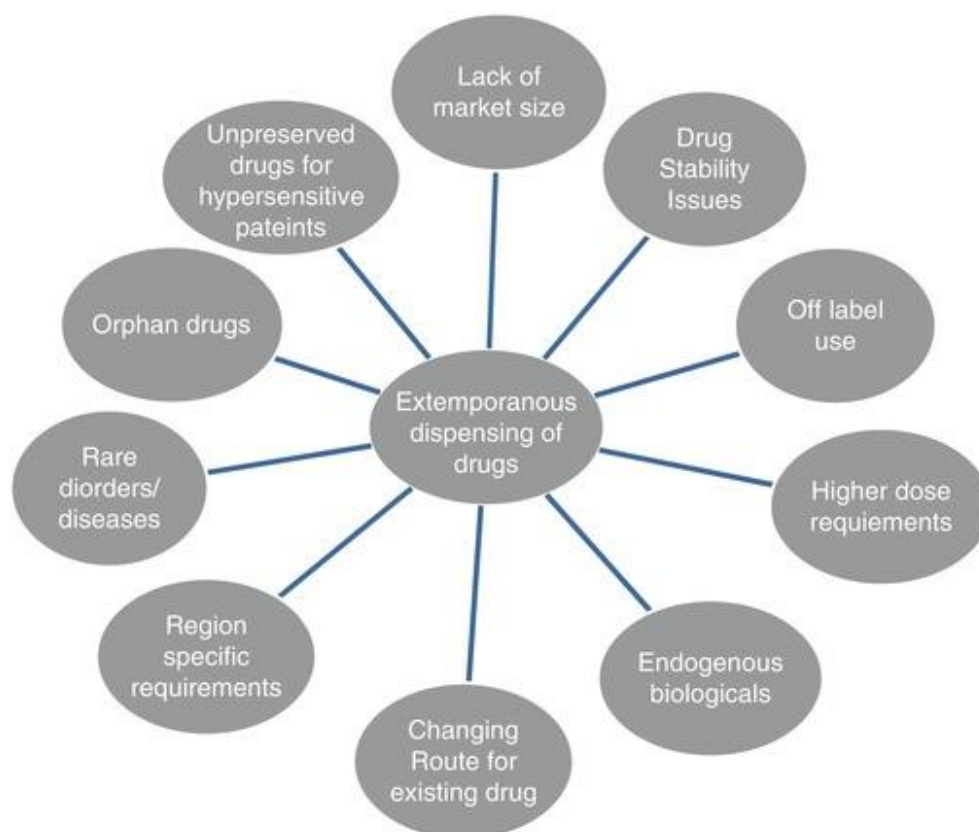 Lack of
market size
Drug
Stability
Issues
Off label
use
Higher dose
requiements
Endogenous
biologicals
Changing
Route for
existing drug
Region
specific
requirements
Rare
diorders/
diseases
Orphan drugs
Unpreserved
drugs for
hypersensitive
pateints
Extemporanous
dispensing of
drugs